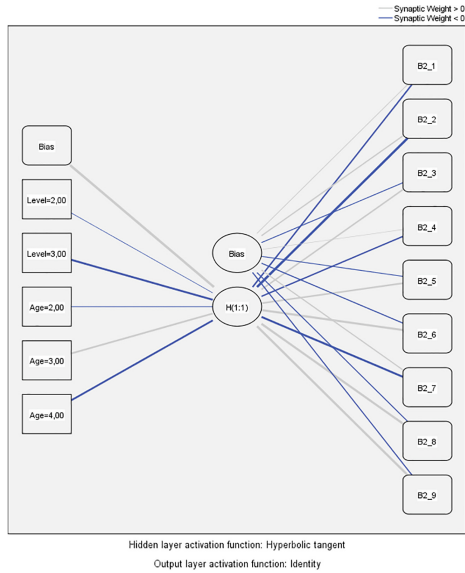 Synaptic Weight > 0
Synaptic Weight < 0
Bias
Level=2,00
Level=3,00
Age=2,00
Age=3,00
Age=4,00
Bias
H(1:1)
B2_1
B2_2
B2_3
B2_4
B2_5
B2_6
B2_7
B2_8
B2_9
Hidden layer activation function: Hyperbolic tangent
Output layer activation function: Identity